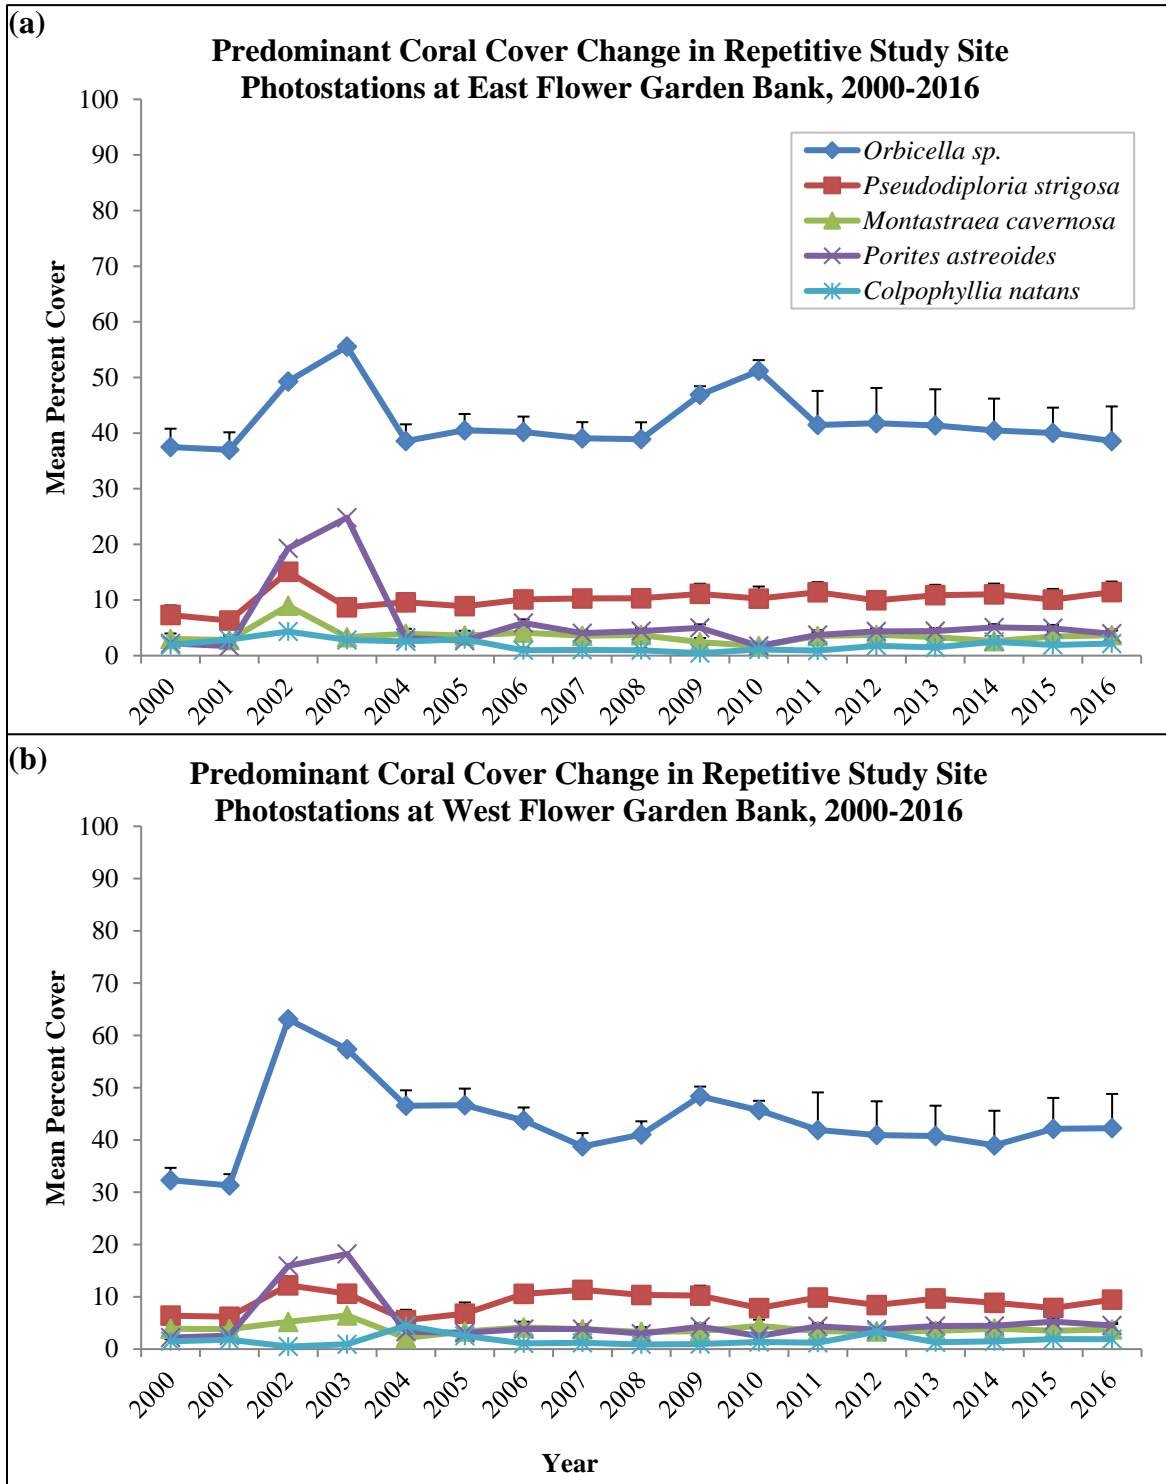 (a)
Predominant Coral Cover Change in Repetitive Study Site
Photostations at East Flower Garden Bank, 2000-2016
100
90
80
70
60
50
40
30
20
10
0
Mean Percent Cover
Orbicella sp.
Pseudodiploria strigosa
Montastraea cavernosa
Porites astreoides
Colpophyllia natans
2000 2001 2002 2003 2004 2005 2006 2007 2008 2009 2010 2011 2012 2013 2014 2015 2016
(b)
Predominant Coral Cover Change in Repetitive Study Site
Photostations at West Flower Garden Bank, 2000-2016
100
90
80
70
60
50
40
30
20
10
0
Mean Percent Cover
2000 2001 2002 2003 2004 2005 2006 2007 2008 2009 2010 2011 2012 2013 2014 2015 2016
Year